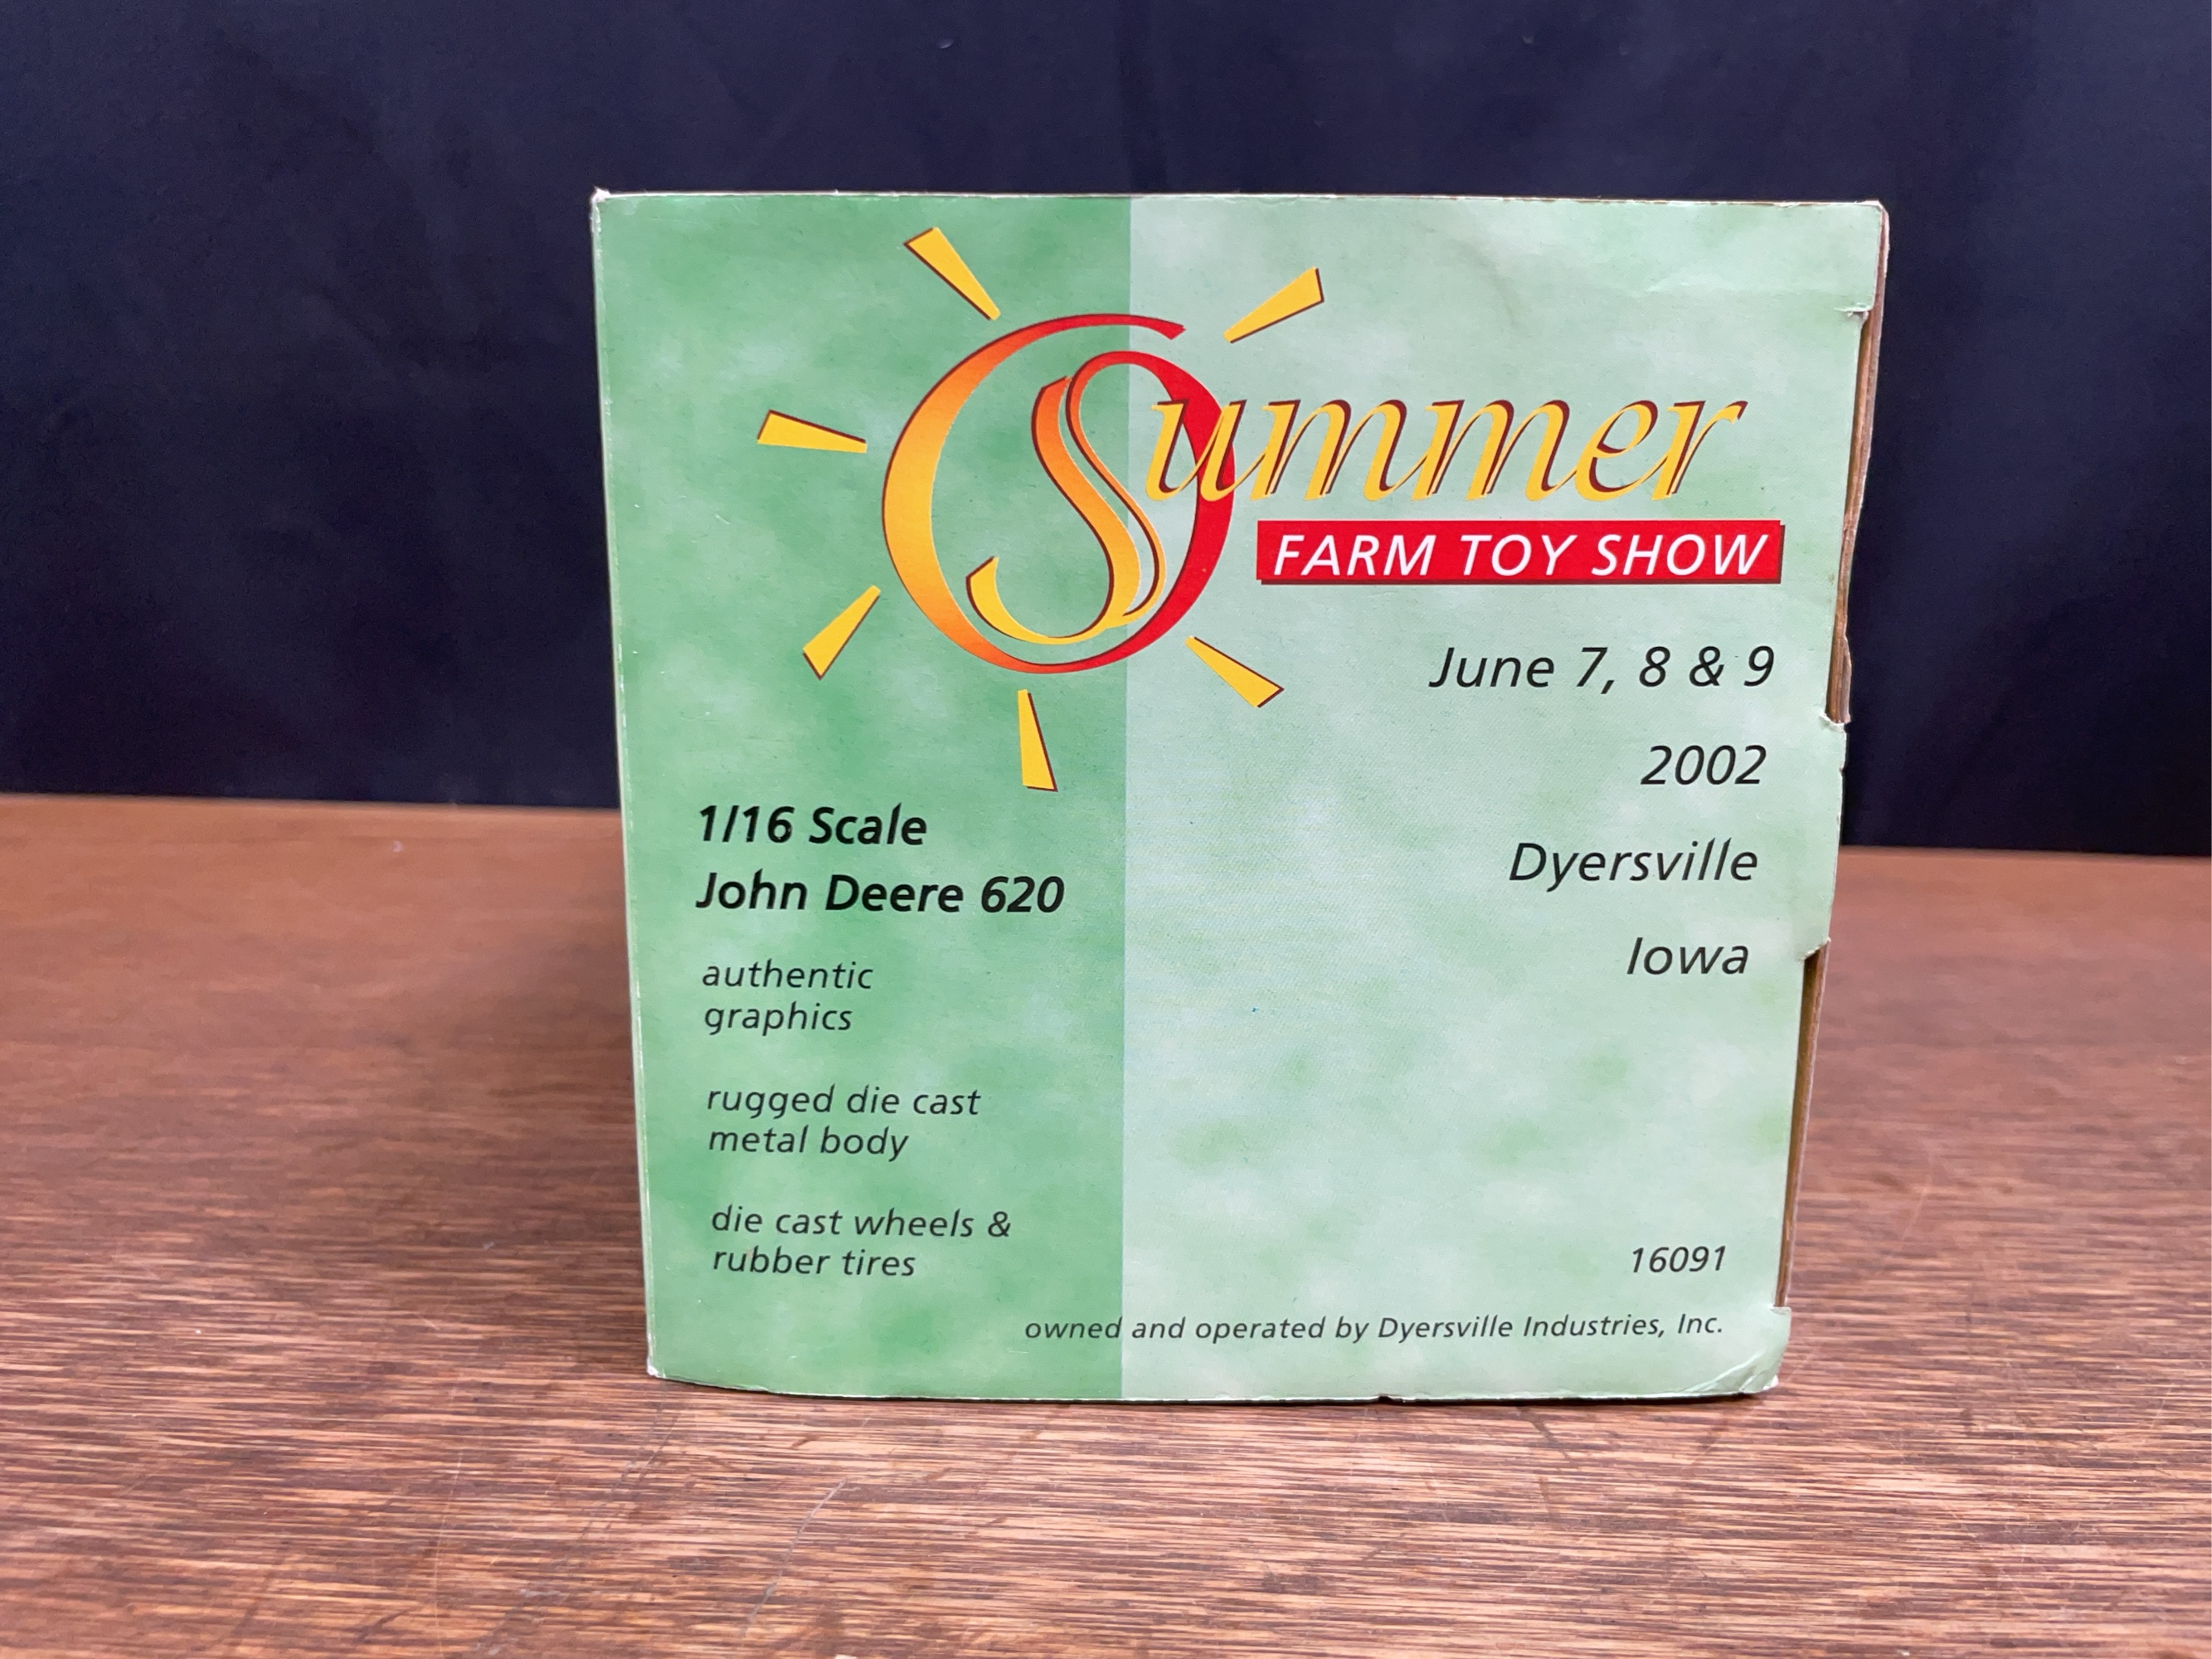 Summer
FARM TOY SHOW
June 7, 8 & 9
2002
Dyersville
Iowa
1/16 Scale
John Deere 620
authentic
graphics
rugged die cast
metal body
die cast wheels &
rubber tires
16091
owned and operated by Dyersville Industries, Inc.